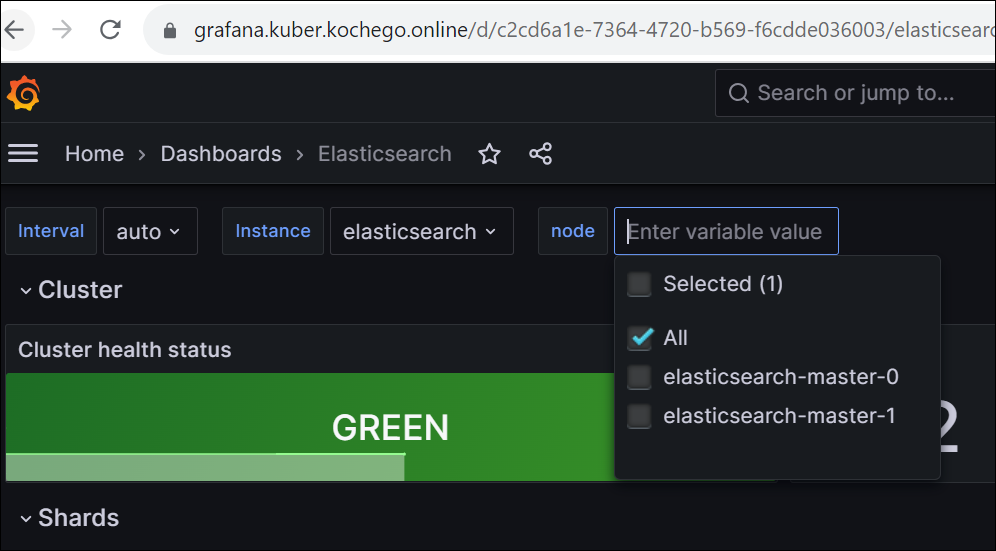 grafana.kuber.kochego.online/d/c2cd6a1e-7364-4720-b569-f6cdde036003/elasticsearc
Search or jump to...
Home › Dashboards › Elasticsearch
Interval auto Instance elasticsearch node Enter variable value
Selected (1)
All
elasticsearch-master-0
elasticsearch-master-1
Cluster
Cluster health status
GREEN
2
Shards